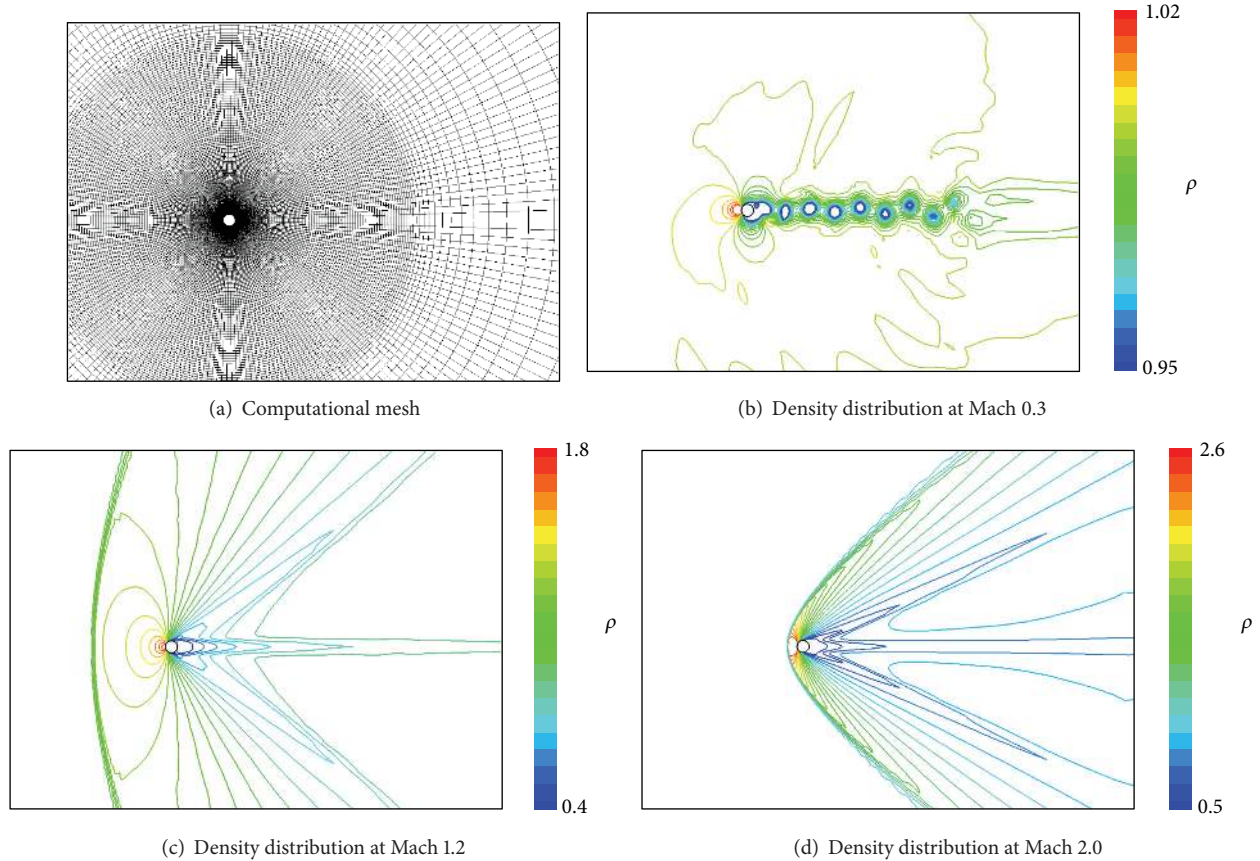 1.02
ρ
0.95
(a) Computational mesh
(b) Density distribution at Mach 0.3
1.8
ρ
0.4
2.6
ρ
0.5
(c) Density distribution at Mach 1.2
(d) Density distribution at Mach 2.0